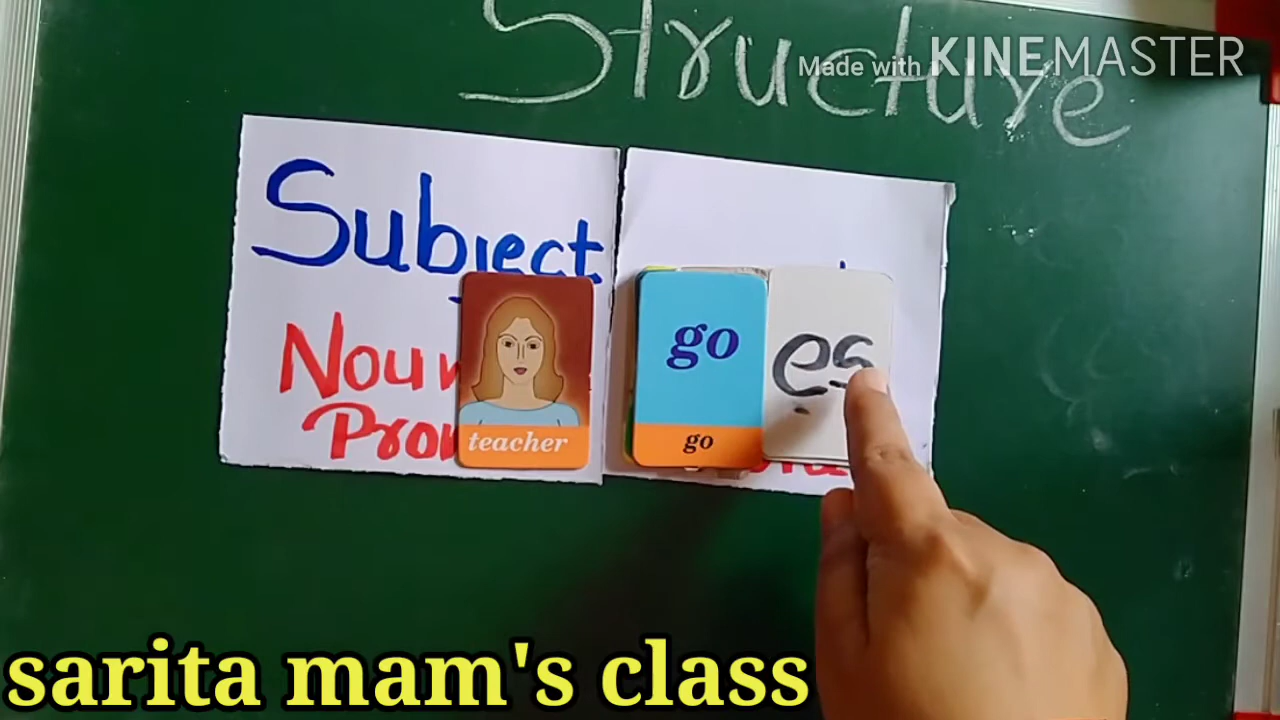 Structure
Made with KINEMASTER
Subject
go
es
teacher
go
sarita mam's class